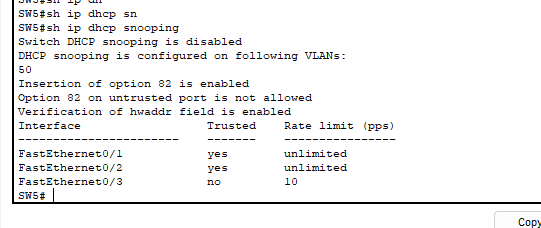 SW5#sh ip dh
SW5#sh ip dhcp sn
SW5#sh ip dhcp snooping
Switch DHCP snooping is disabled
DHCP snooping is configured on following VLANs:
50
Insertion of option 82 is enabled
Option 82 on untrusted port is not allowed
Verification of hwaddr field is enabled
Interface Trusted Rate limit (pps)
----------------------- ------- ----------------
FastEthernet0/1 yes unlimited
FastEthernet0/2 yes unlimited
FastEthernet0/3 no 10
SW5#
Copy